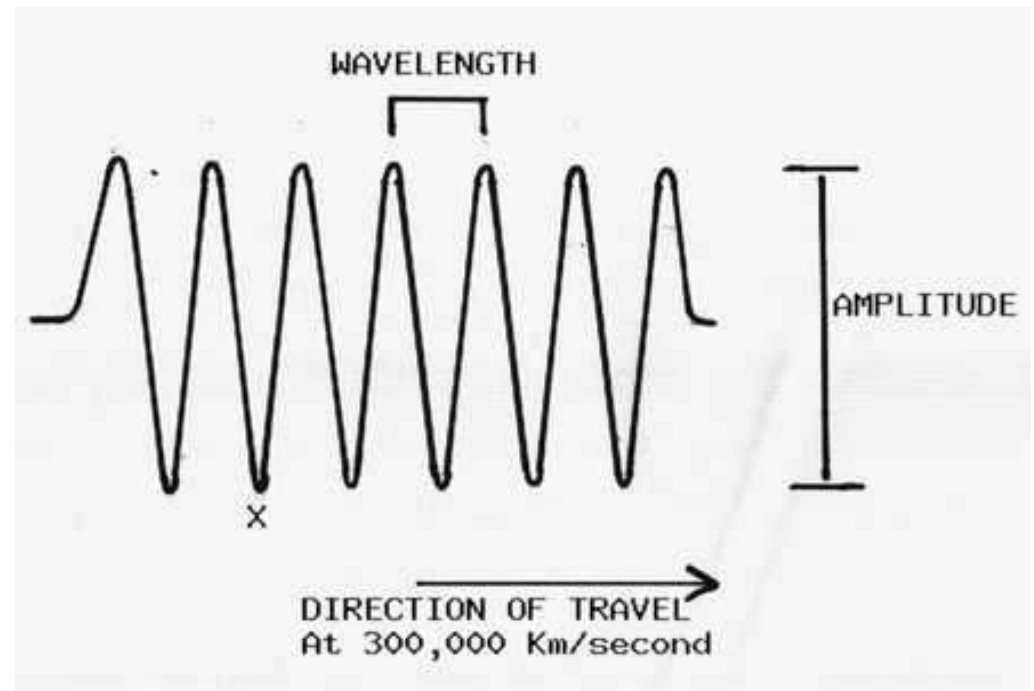 WAVELENGTH
AMPLITUDE
X
DIRECTION OF TRAVEL
At 300,000 Km/second